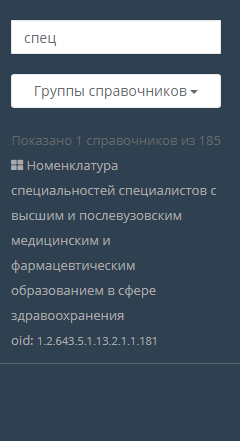 спец
Группы справочников
Показано 1 справочников из 185
Номенклатура
специальностей специалистов с
высшим и послевузовским
медицинским и
фармацевтическим
образованием в сфере
здравоохранения
oid: 1.2.643.5.1.13.2.1.1.181